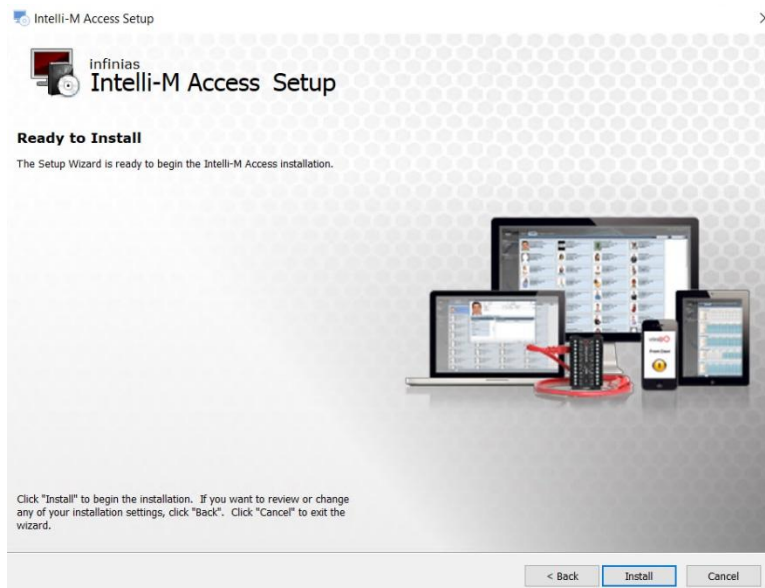 Intelli-M Access Setup
infinias
Intelli-M Access Setup
Ready to Install
The Setup Wizard is ready to begin the Intelli-M Access installation.
Click "Install" to begin the installation. If you want to review or change
any of your installation settings, click "Back". Click "Cancel" to exit the
wizard.
< Back
Install
Cancel